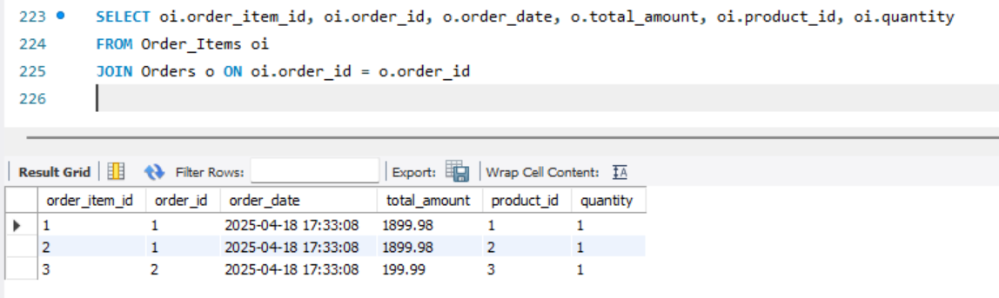 223 SELECT oi.order_item_id, oi.order_id, o.order_date, o.total_amount, oi.product_id, oi.quantity
224 FROM Order_Items oi
225 JOIN Orders o ON oi.order_id = o.order_id
226
Result Grid Filter Rows: Export: Wrap Cell Content: IA
order_item_id order_id order_date total_amount product_id quantity
1 1 2025-04-18 17:33:08 1899.98 1 1
2 1 2025-04-18 17:33:08 1899.98 2 1
3 2 2025-04-18 17:33:08 199.99 3 1